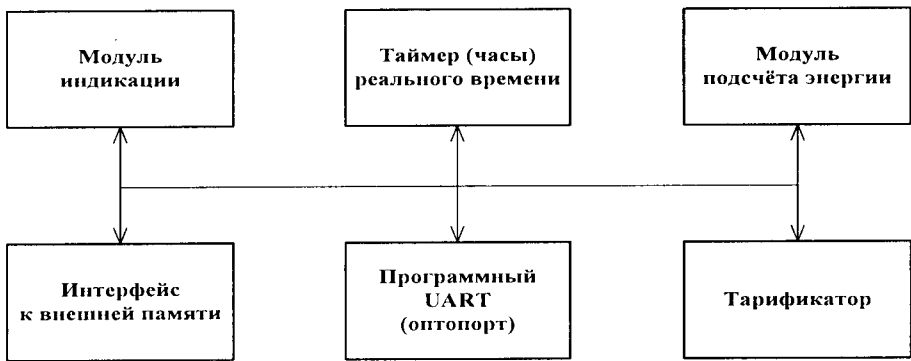 Модуль
индикации
Таймер (часы)
реального времени
Модуль
подсчёта энергии
Интерфейс
к внешней памяти
Программный
UART
(оптопорт)
Тарификатор